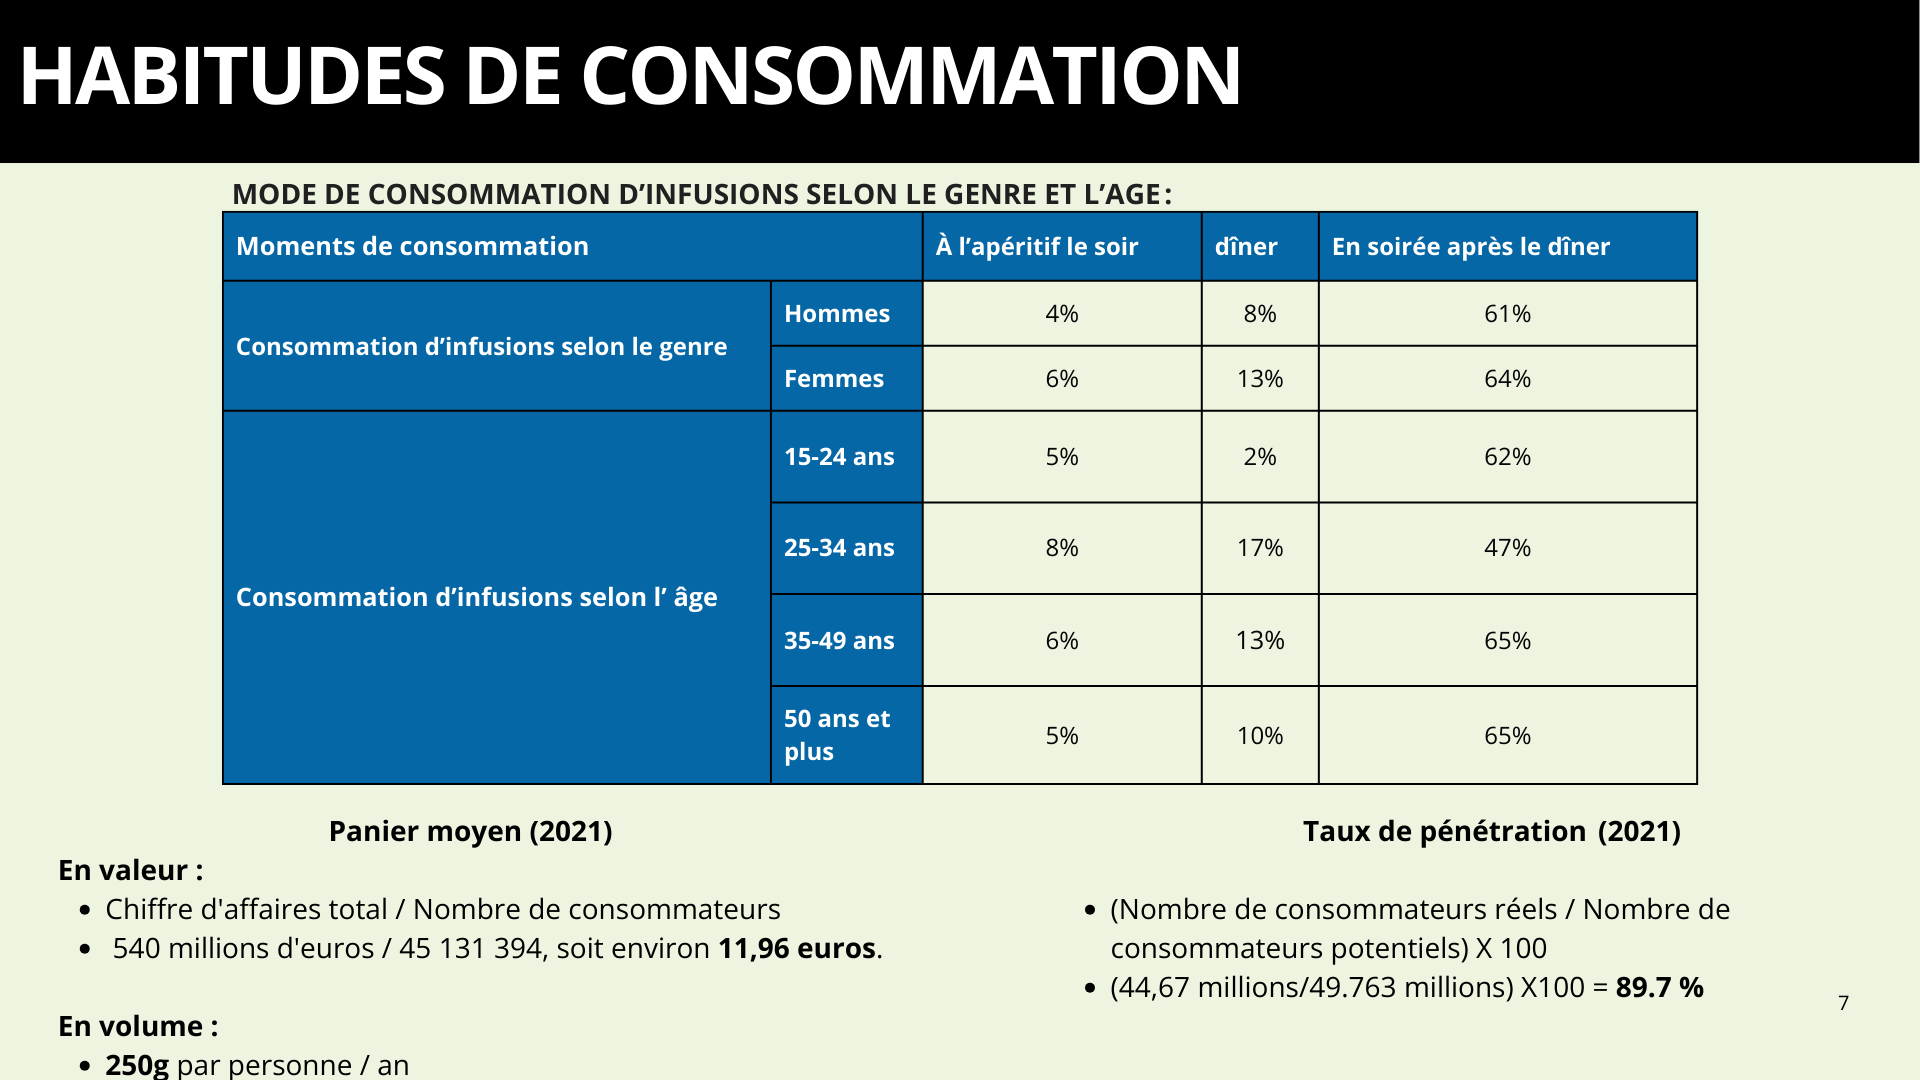 HABITUDES DE CONSOMMATION
MODE DE CONSOMMATION D’INFUSIONS SELON LE GENRE ET L’AGE :
Moments de consommation À l’apéritif le soir dîner En soirée après le dîner
Consommation d’infusions selon le genre
Hommes 4% 8% 61%
Femmes 6% 13% 64%
Consommation d’infusions selon l’ âge
15-24 ans 5% 2% 62%
25-34 ans 8% 17% 47%
35-49 ans 6% 13% 65%
50 ans et
plus
5% 10% 65%
Panier moyen (2021)
En valeur :
• Chiffre d'affaires total / Nombre de consommateurs
• 540 millions d'euros / 45 131 394, soit environ 11,96 euros.
En volume :
• 250g par personne / an
Taux de pénétration (2021)
• (Nombre de consommateurs réels / Nombre de
consommateurs potentiels) X 100
• (44,67 millions/49.763 millions) X100 = 89.7 %
7